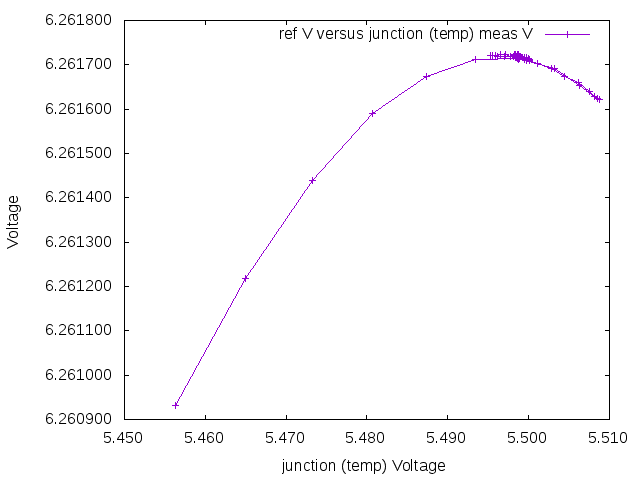 6.261800
ref V versus junction (temp) meas V
6.261700
6.261600
6.261500
6.261400
6.261300
6.261200
6.261100
6.261000
6.260900
Voltage
5.450 5.460 5.470 5.480 5.490 5.500 5.510
junction (temp) Voltage